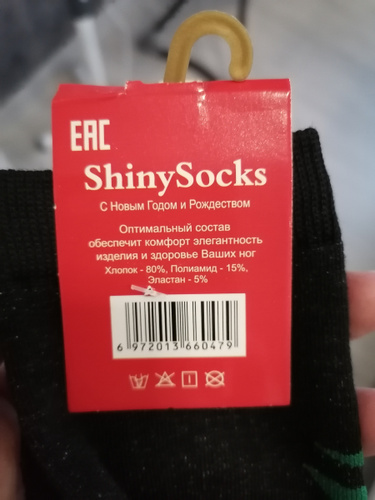 EAC
ShinySocks
С Новым Годом и Рождеством
Оптимальный состав
обеспечит комфорт элегантность
изделия и здоровье Ваших ног
Хлопок - 80%, Полиамид - 15%,
Эластан - 5%
6 972013 660479